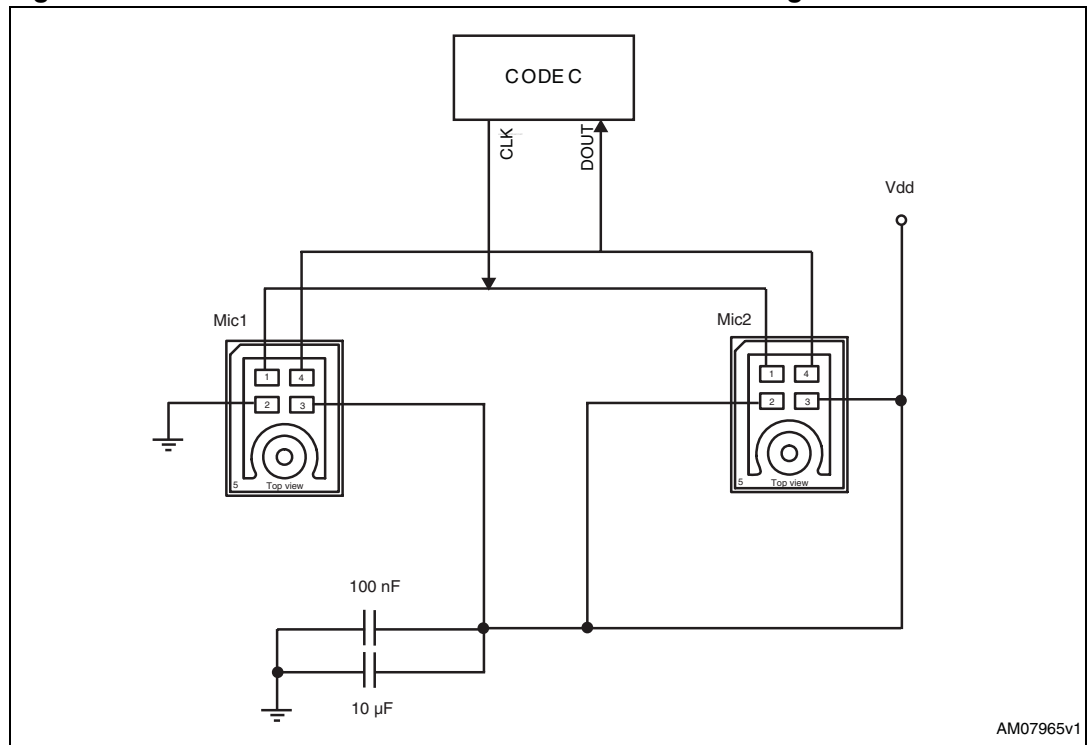 CODEC
CLK
DOUT
Vdd
Mic1
Mic2
1 4
2 3
5 Top view
1 4
2 3
5 Top view
100 nF
10 µF
AM07965v1